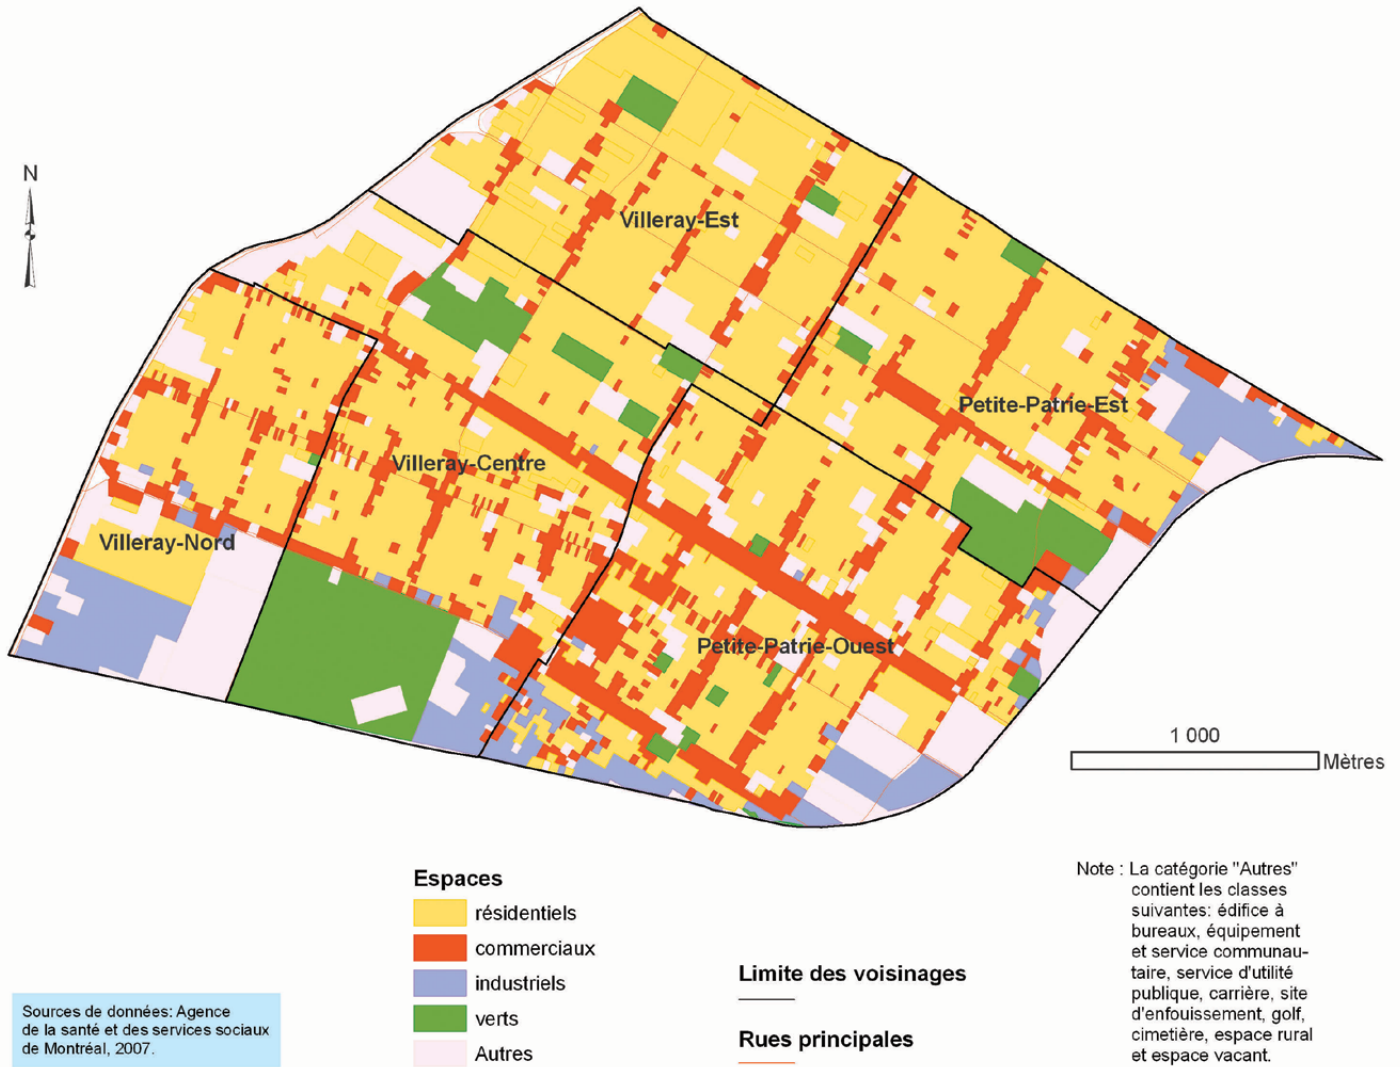 N
Villeray-Est
Petite-Patrie-Est
Villeray-Centre
Villeray-Nord
Petite-Patrie-Ouest
1 000
Mètres
Espaces
résidentiels
commerciaux
industriels
verts
Autres
Limite des voisinages
Rues principales
Note : La catégorie "Autres"
contient les classes
suivantes: édifice à
bureaux, équipement
et service communau-
taire, service d'utilité
publique, carrière, site
d'enfouissement, golf,
cimetière, espace rural
et espace vacant.
Sources de données: Agence
de la santé et des services sociaux
de Montréal, 2007.